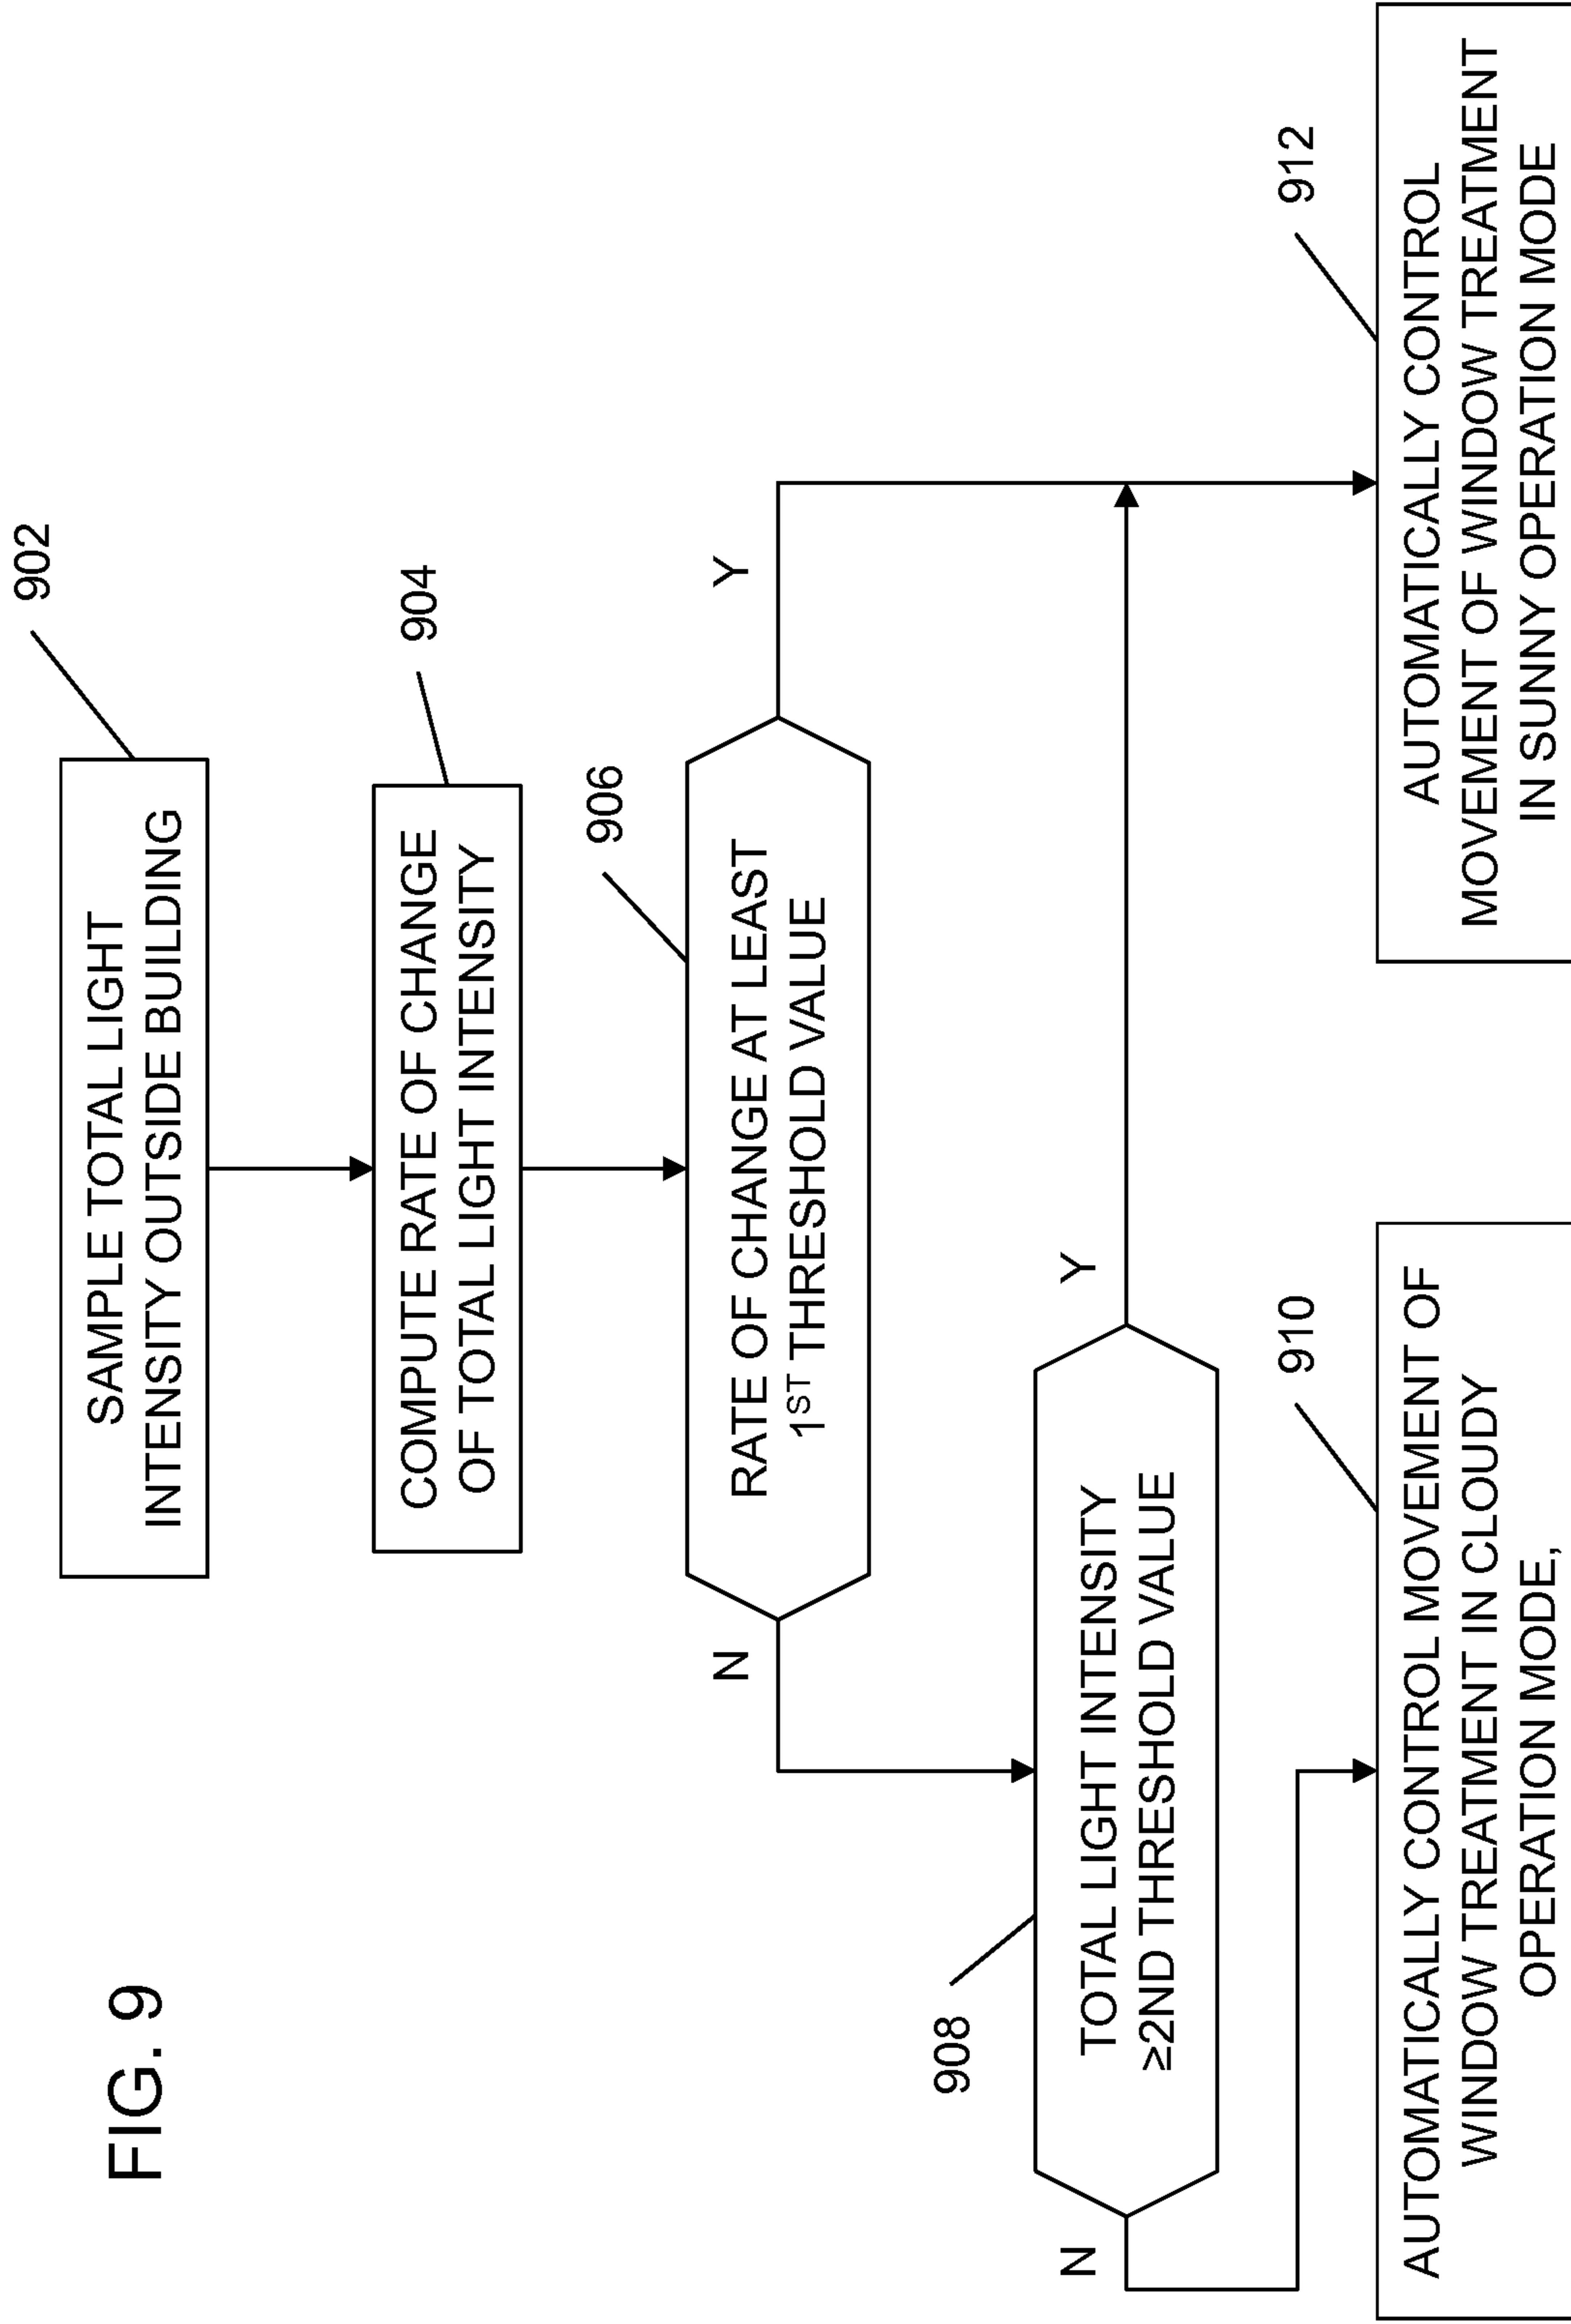 FIG. 9
902
SAMPLE TOTAL LIGHT
INTENSITY OUTSIDE BUILDING
904
COMPUTE RATE OF CHANGE
OF TOTAL LIGHT INTENSITY
906
RATE OF CHANGE AT LEAST
1ST THRESHOLD VALUE
N
Y
908
TOTAL LIGHT INTENSITY
≥2ND THRESHOLD VALUE
N
Y
910
AUTOMATICALLY CONTROL MOVEMENT OF
WINDOW TREATMENT IN CLOUDY
OPERATION MODE,
912
AUTOMATICALLY CONTROL
MOVEMENT OF WINDOW TREATMENT
IN SUNNY OPERATION MODE